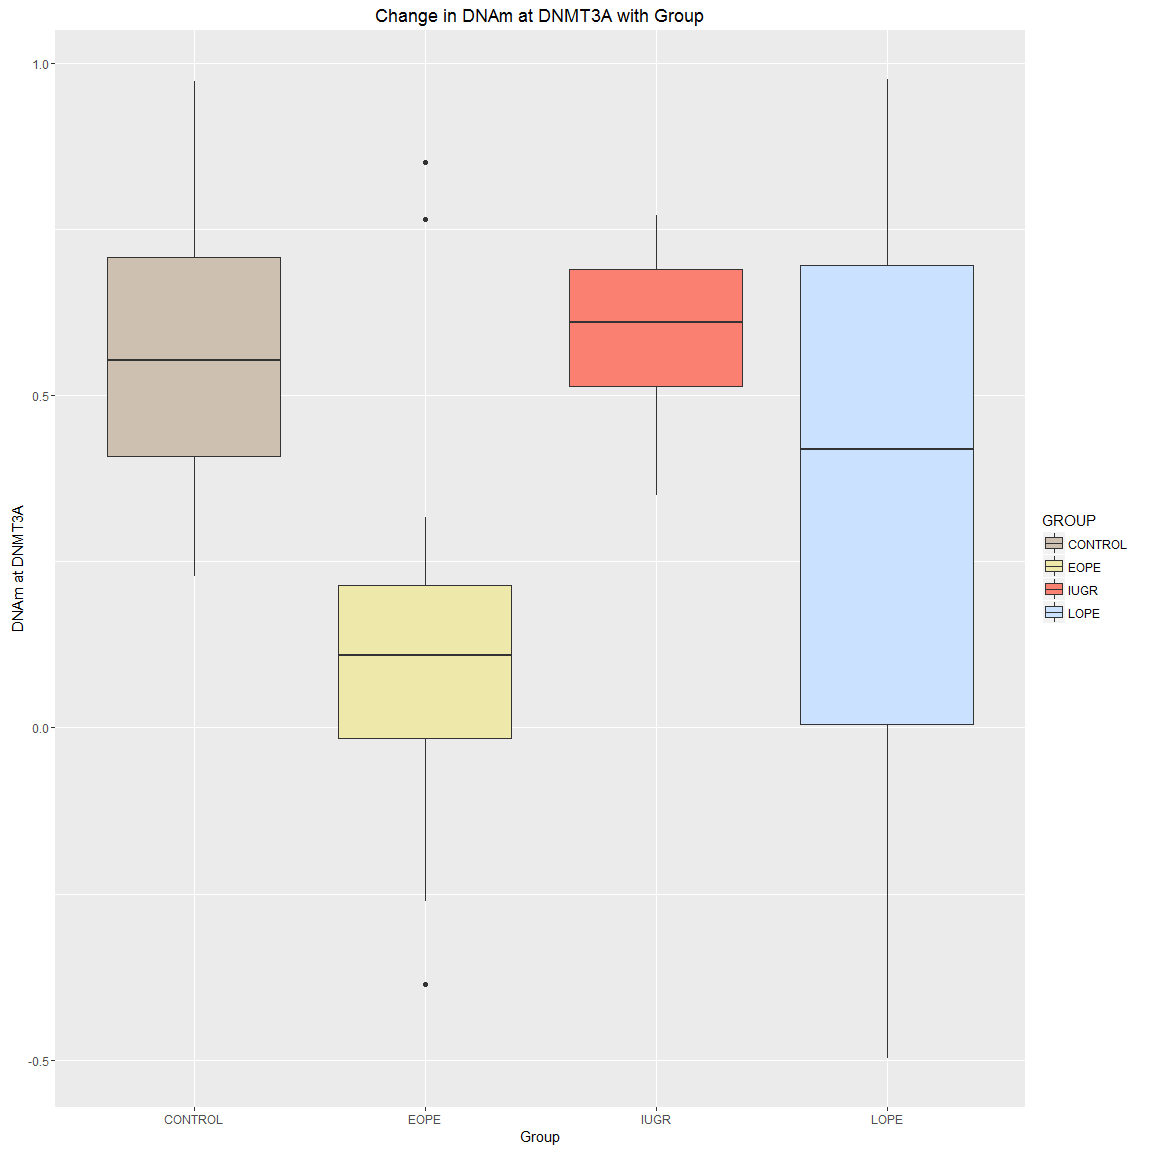 Change in DNAm at DNMT3A with Group
DNAm at DNMT3A
1.0
0.5
0.0
-0.5
CONTROL
EOPE
IUGR
LOPE
Group
GROUP
CONTROL
EOPE
IUGR
LOPE